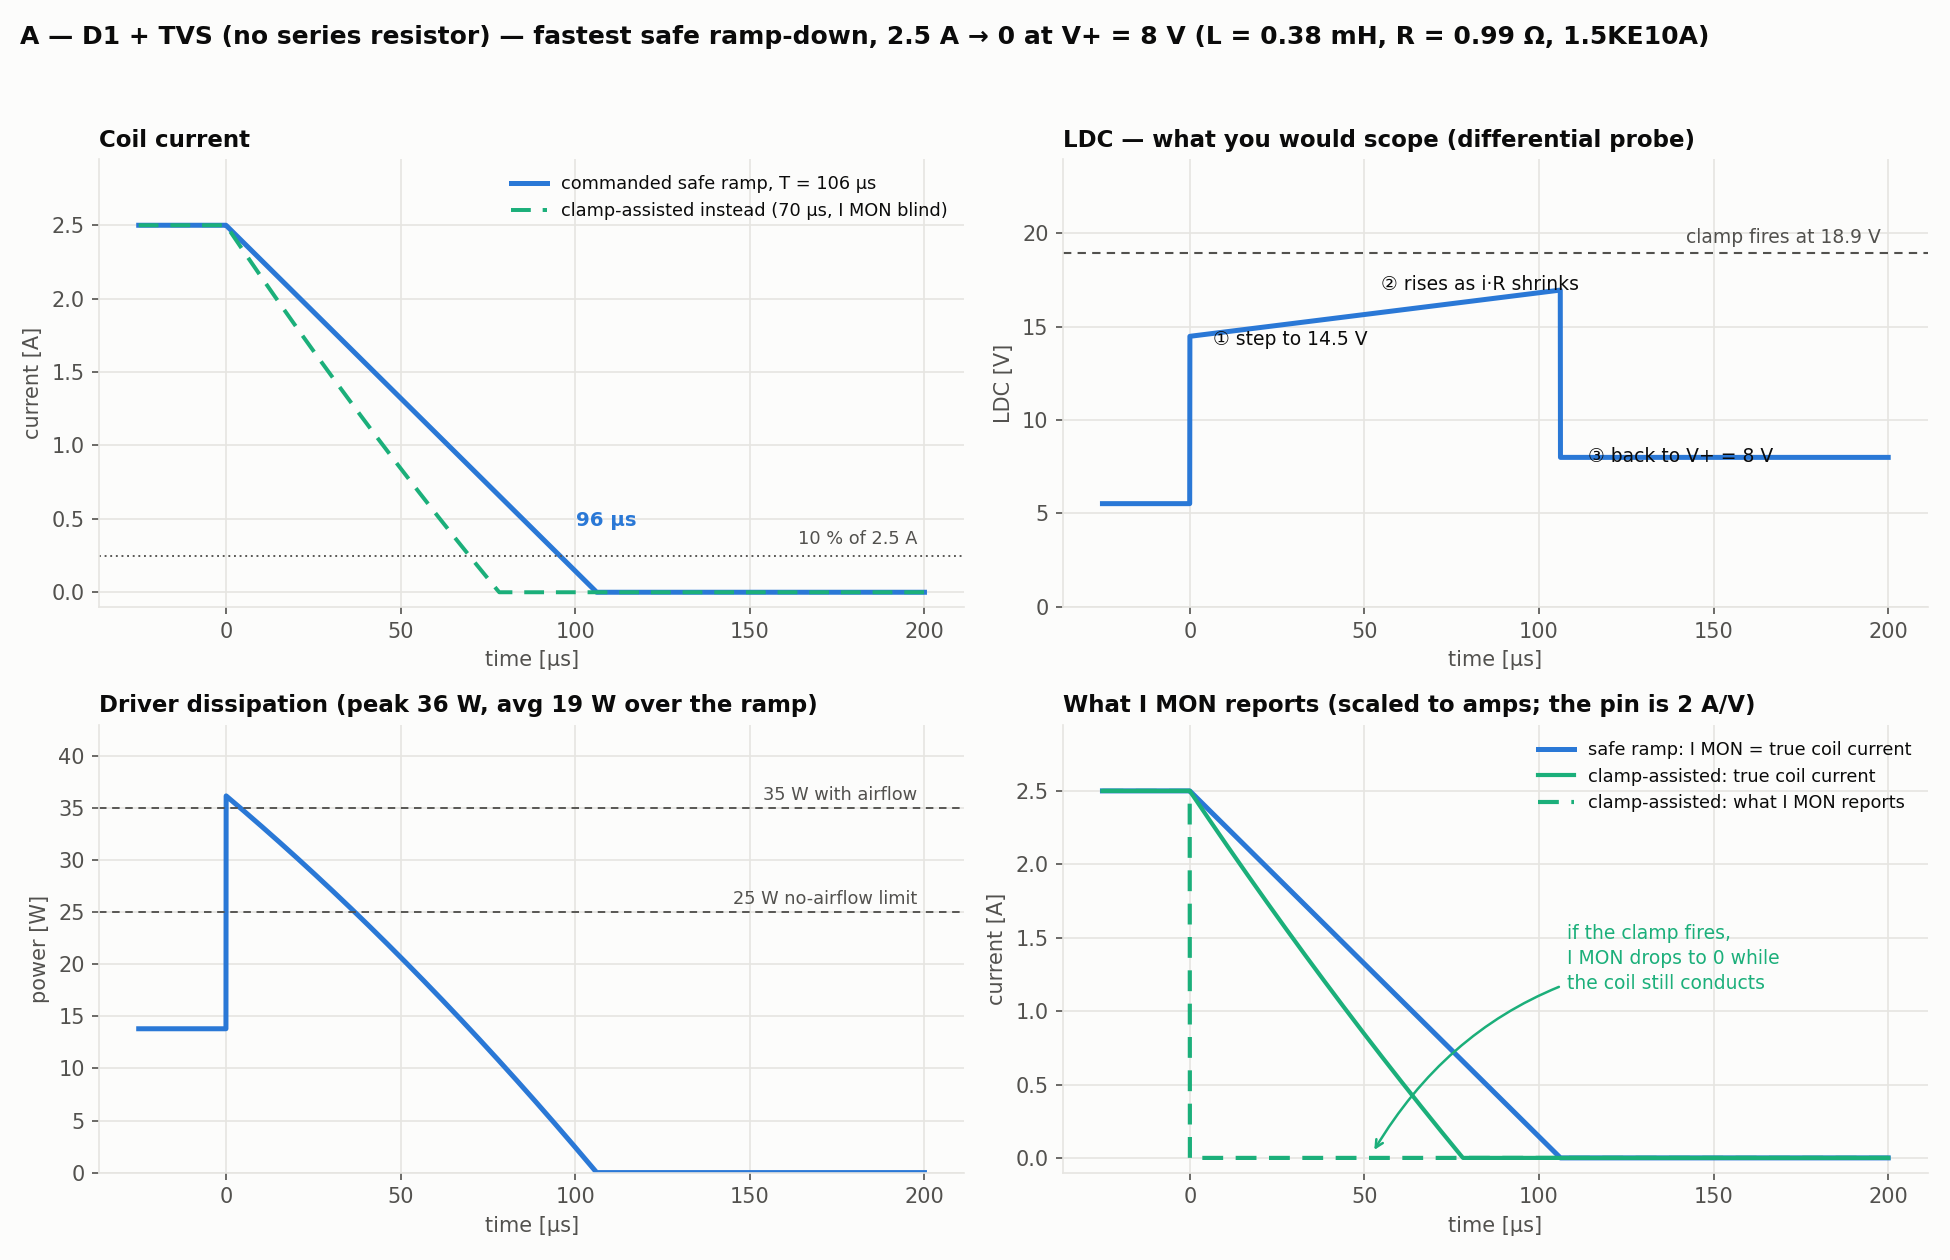 A — D1 + TVS (no series resistor) — fastest safe ramp-down, 2.5 A → 0 at V+ = 8 V (L = 0.38 mH, R = 0.99 Ω, 1.5KE10A)
Coil current
commanded safe ramp, T = 106 µs
clamp-assisted instead (70 µs, I MON blind)
2.5
2.0
1.5
1.0
0.5
0.0
current [A]
96 µs
10 % of 2.5 A
0
50
100
150
200
time [µs]
LDC — what you would scope (differential probe)
20
15
10
5
0
LDC [V]
clamp fires at 18.9 V
② rises as i·R shrinks
① step to 14.5 V
③ back to V+ = 8 V
0
50
100
150
200
time [µs]
Driver dissipation (peak 36 W, avg 19 W over the ramp)
40
35
30
25
20
15
10
5
0
power [W]
35 W with airflow
25 W no-airflow limit
0
50
100
150
200
time [µs]
What I MON reports (scaled to amps; the pin is 2 A/V)
safe ramp: I MON = true coil current
clamp-assisted: true coil current
clamp-assisted: what I MON reports
2.5
2.0
1.5
1.0
0.5
0.0
current [A]
if the clamp fires,
I MON drops to 0 while
the coil still conducts
0
50
100
150
200
time [µs]